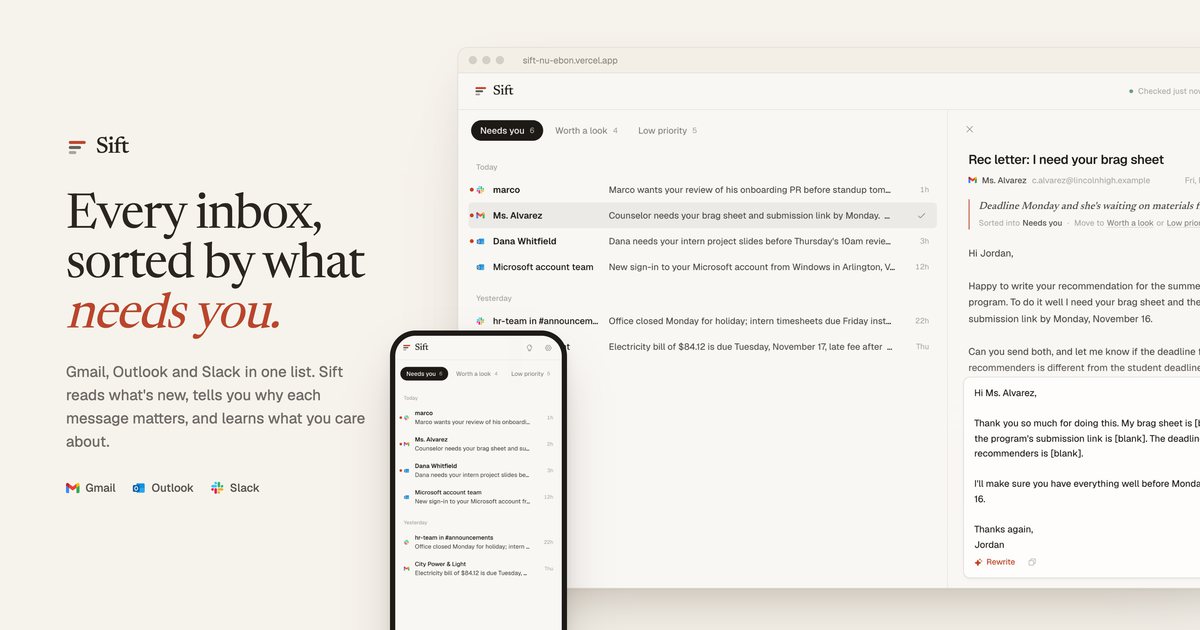 Sift
Every inbox,
sorted by what
needs you.
Gmail, Outlook and Slack in one list. Sift
reads what's new, tells you why each
message matters, and learns what you care
about.
Gmail Outlook Slack
sift-nu-ebon.vercel.app
Sift
Checked just now
Needs you 6 Worth a look 4 Low priority 5
Today
marco Marco wants your review of his onboarding PR before standup tom... 1h
Ms. Alvarez Counselor needs your brag sheet and submission link by Monday. ...
Dana Whitfield Dana needs your intern project slides before Thursday's 10am revie... 3h
Microsoft account team New sign-in to your Microsoft account from Windows in Arlington, V... 12h
Yesterday
hr-team in #announcem... Office closed Monday for holiday; intern timesheets due Friday inst... 22h
Electricity bill of $84.12 is due Tuesday, November 17, late fee after ... Thu
Rec letter: I need your brag sheet
Ms. Alvarez c.alvarez@lincolnhigh.example Fri,
Deadline Monday and she's waiting on materials
Sorted into Needs you · Move to Worth a look or Low
Hi Jordan,
Happy to write your recommendation for the summe
program. To do it well I need your brag sheet and the
submission link by Monday, November 16.
Can you send both, and let me know if the deadline
recommenders is different from the student deadline
Hi Ms. Alvarez,
Thank you so much for doing this. My brag sheet is
the program's submission link is [blank]. The deadline
recommenders is [blank].
I'll make sure you have everything well before Monda
16.
Thanks again,
Jordan
Rewrite
Sift
Needs you 6 Worth a look 4 Low priority 5
Today
marco
Marco wants your review of his onboardi... 1h
Ms. Alvarez
Counselor needs your brag sheet and su... 2h
Dana Whitfield
Dana needs your intern project slides be... 3h
Microsoft account team
New sign-in to your Microsoft account fr... 12h
Yesterday
hr-team in #announcements
Office closed Monday for holiday; intern ... 22h
City Power & Light
Electricity bill of $84.12 is due Tuesday, ... Thu